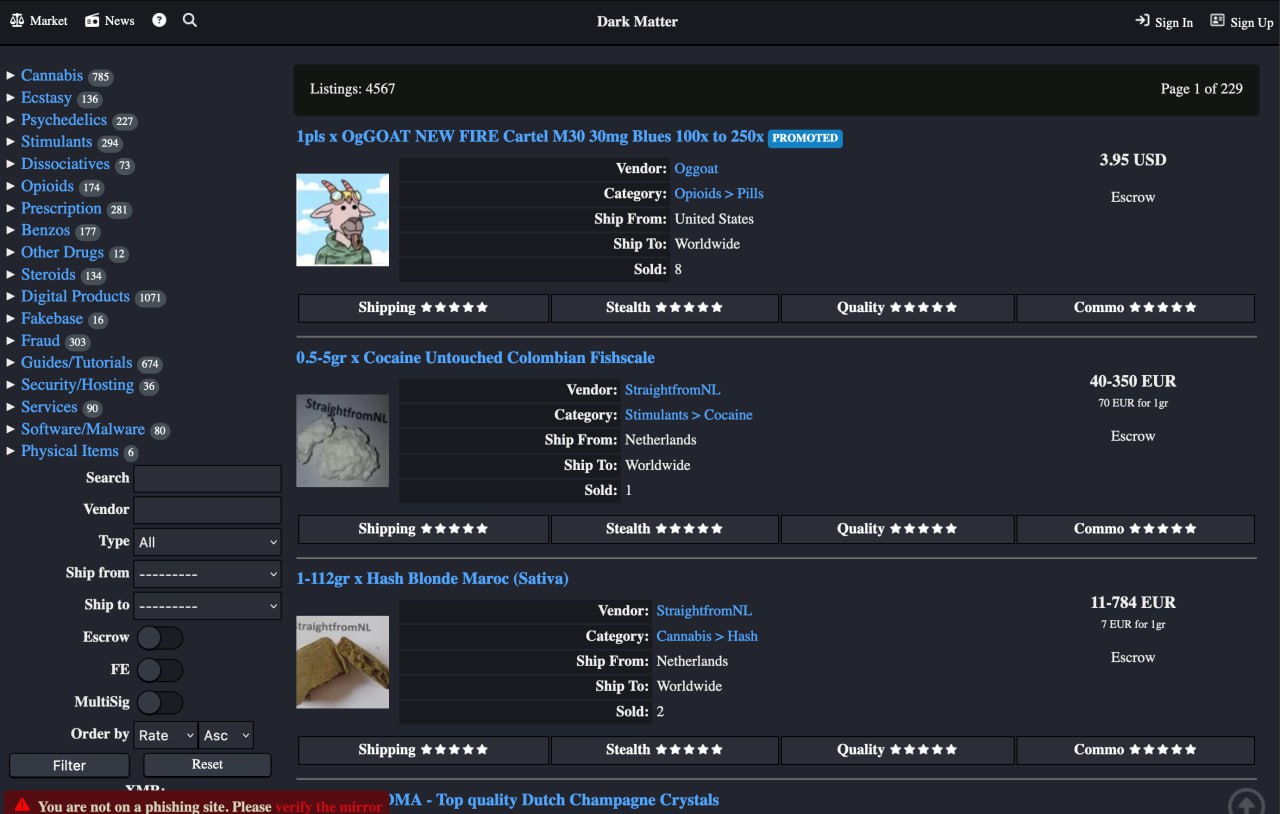 Market News ? Dark Matter Sign In Sign Up
Cannabis 785
Ecstasy 136
Psychedelics 227
Stimulants 294
Dissociatives 73
Opioids 174
Prescription 281
Benzos 177
Other Drugs 12
Steroids 134
Digital Products 1071
Fakebase 16
Fraud 303
Guides/Tutorials 674
Security/Hosting 36
Services 90
Software/Malware 80
Physical Items 6
Search
Vendor
Type All
Ship from ---------
Ship to ---------
Escrow
FE
MultiSig
Order by Rate Asc
Filter Reset
XMR:
You are not on a phishing site. Please verify the mirror
Listings: 4567 Page 1 of 229
1pls x OgGOAT NEW FIRE Cartel M30 30mg Blues 100x to 250x PROMOTED
Vendor: Oggoat
Category: Opioids > Pills
Ship From: United States
Ship To: Worldwide
Sold: 8
3.95 USD
Escrow
Shipping ★★★★★ Stealth ★★★★★ Quality ★★★★★ Commo ★★★★★
0.5-5gr x Cocaine Untouched Colombian Fishscale
StraightfromNL
Vendor: StraightfromNL
Category: Stimulants > Cocaine
Ship From: Netherlands
Ship To: Worldwide
Sold: 1
40-350 EUR
70 EUR for 1gr
Escrow
Shipping ★★★★★ Stealth ★★★★★ Quality ★★★★★ Commo ★★★★★
1-112gr x Hash Blonde Maroc (Sativa)
traightfromNL
Vendor: StraightfromNL
Category: Cannabis > Hash
Ship From: Netherlands
Ship To: Worldwide
Sold: 2
11-784 EUR
7 EUR for 1gr
Escrow
Shipping ★★★★★ Stealth ★★★★★ Quality ★★★★★ Commo ★★★★★
DMA - Top quality Dutch Champagne Crystals